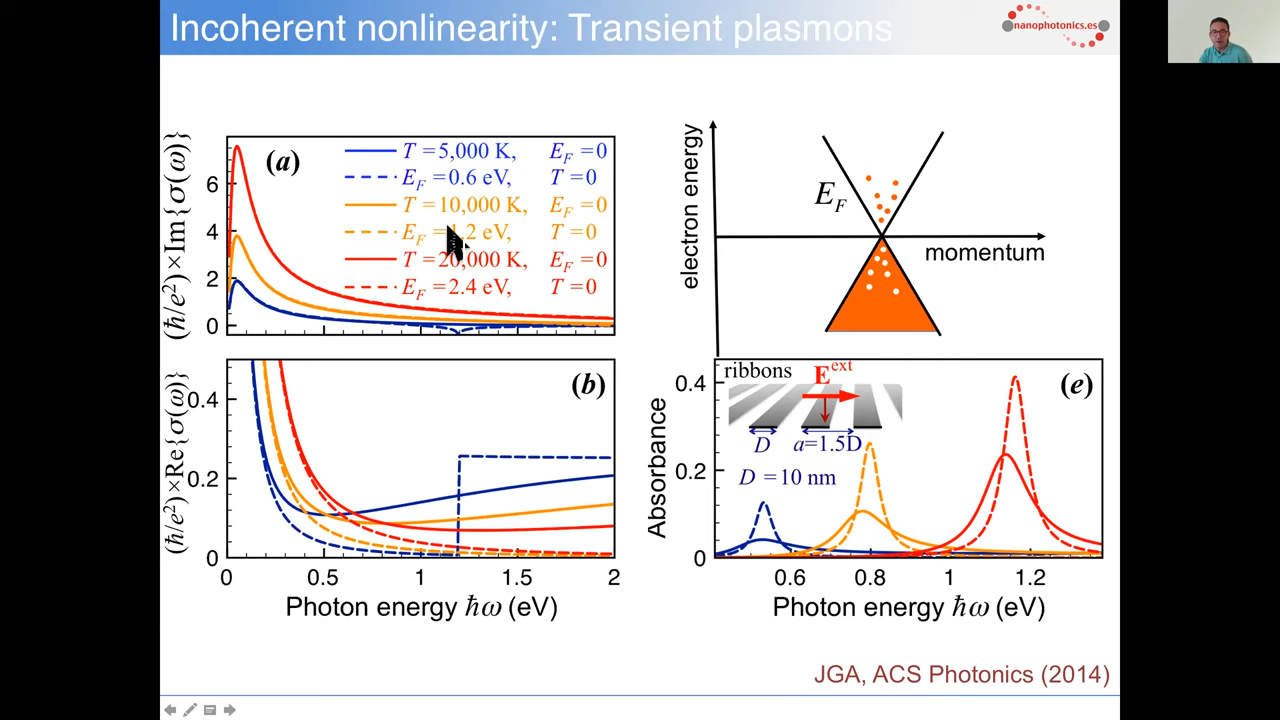 Incoherent nonlinearity: Transient plasmons
nanophotonics.es
(ħ/e²)×Im{σ(ω)}
6
4
2
0
(a)
T =5,000 K, E_F =0
E_F =0.6 eV, T =0
T =10,000 K, E_F =0
E_F = .2 eV, T =0
T =20,000 K, E_F =0
E_F =2.4 eV, T =0
electron energy
E_F
momentum
(ħ/e²)×Re{σ(ω)}
0.4
0.2
0
(b)
0 0.5 1 1.5 2
Photon energy ħω (eV)
Absorbance
0.4
0.2
0
ribbons
E^ext
(e)
D a=1.5D
D =10 nm
0.6 0.8 1 1.2
Photon energy ħω (eV)
JGA, ACS Photonics (2014)